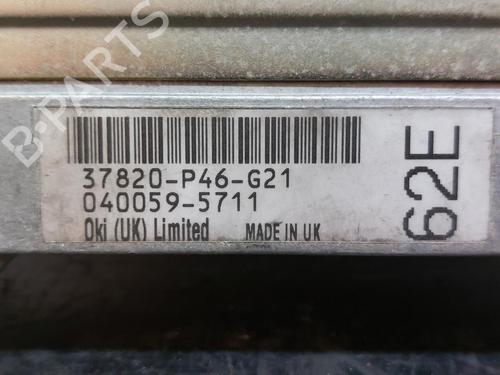 B-PARTS
37820-P46-G21
040059-5711
Oki (UK) Limited MADE IN UK
62E